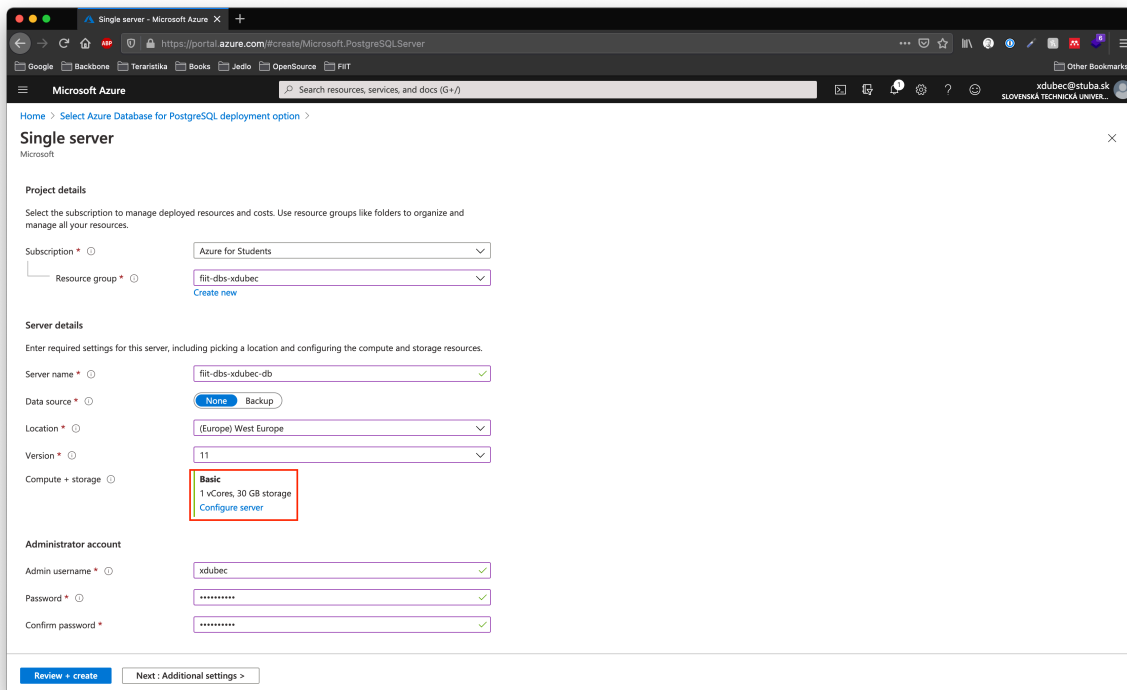 Single server - Microsoft Azure
ABP
https://portal.azure.com/#create/Microsoft.PostgreSQLServer
6
Google Backbone Teraristika Books Jedlo OpenSource FIIT Other Bookmarks
Microsoft Azure
Search resources, services, and docs (G+/)
1
xdubec@stuba.sk
SLOVENSKÁ TECHNICKÁ UNIVER...
Home > Select Azure Database for PostgreSQL deployment option >
Single server
Microsoft
Project details
Select the subscription to manage deployed resources and costs. Use resource groups like folders to organize and
manage all your resources.
Subscription * Azure for Students
Resource group * fiit-dbs-xdubec
Create new
Server details
Enter required settings for this server, including picking a location and configuring the compute and storage resources.
Server name * fiit-dbs-xdubec-db
Data source * None Backup
Location * (Europe) West Europe
Version * 11
Compute + storage Basic
1 vCores, 30 GB storage
Configure server
Administrator account
Admin username * xdubec
Password * ••••••••••
Confirm password * ••••••••••
Review + create Next : Additional settings >